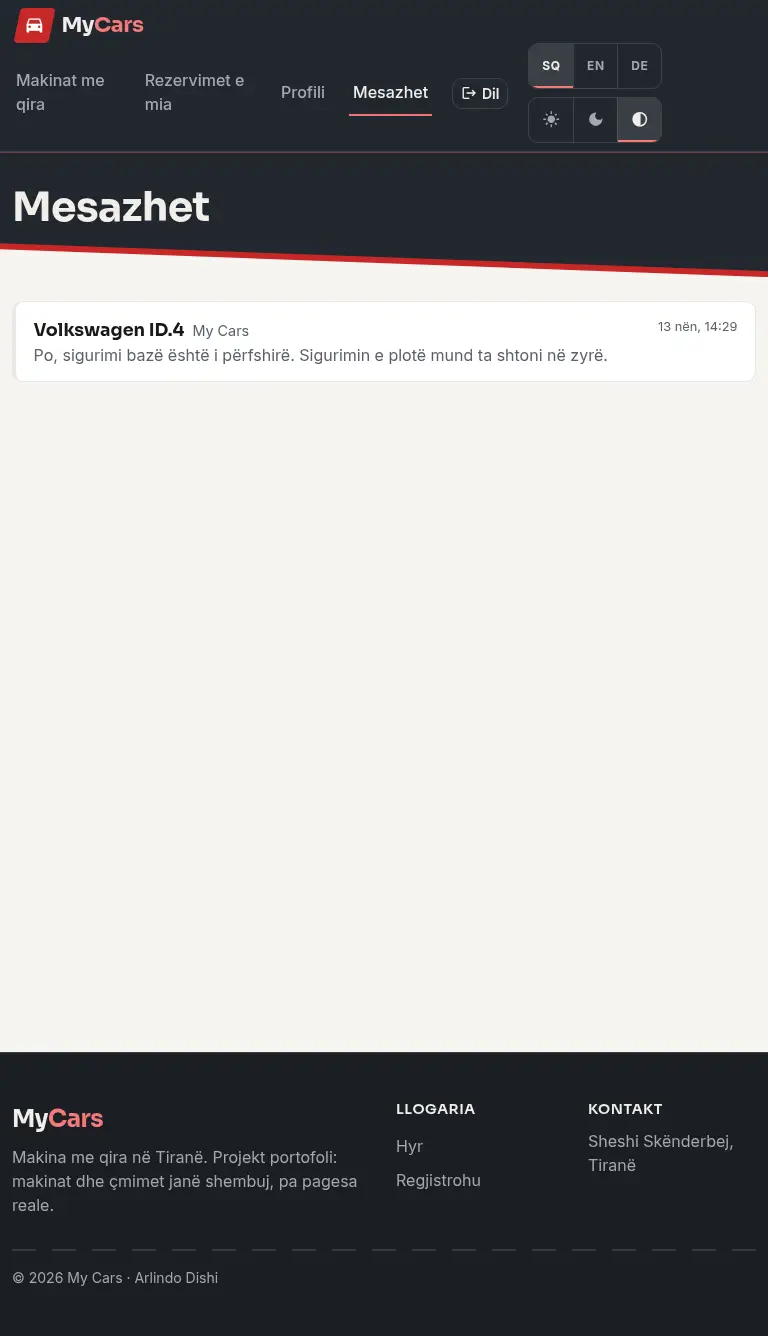 MyCars
Makinat me
qira
Rezervimet e
mia
Profili
Mesazhet
Dil
SQ EN DE
Mesazhet
Volkswagen ID.4 My Cars 13 nën, 14:29
Po, sigurimi bazë është i përfshirë. Sigurimin e plotë mund ta shtoni në zyrë.
MyCars
Makina me qira në Tiranë. Projekt portofoli:
makinat dhe çmimet janë shembuj, pa pagesa
reale.
LLOGARIA
Hyr
Regjistrohu
KONTAKT
Sheshi Skënderbej,
Tiranë
© 2026 My Cars · Arlindo Dishi